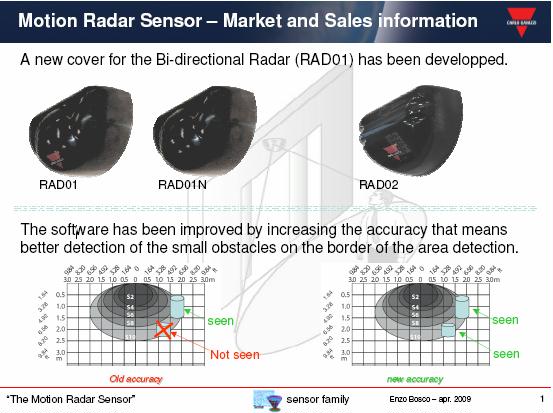 Motion Radar Sensor – Market and Sales information
CARLO GAVAZZI
A new cover for the Bi-directional Radar (RAD01) has been developped.
RAD01
RAD01N
RAD02
The software has been improved by increasing the accuracy that means
better detection of the small obstacles on the border of the area detection.
9.84 8.20 6.56 4.92 3.28 1.64 0 1.64 3.28 4.92 6.56 8.20 9.84 ft
3.0 2.5 2.0 1.5 1.0 0.5 0 0.5 1.0 1.5 2.0 2.5 3.0 m
1.64 0.5
3.28 1.0
4.92 1.5
6.56 2.0
8.20 2.5
9.84 3.0
ft m
S2
S4
S6
S8
S10
seen
Not seen
Old accuracy
9.84 8.20 6.56 4.92 3.28 1.64 0 1.64 3.28 4.92 6.56 8.20 9.84 ft
3.0 2.5 2.0 1.5 1.0 0.5 0 0.5 1.0 1.5 2.0 2.5 3.0 m
1.64 0.5
3.28 1.0
4.92 1.5
6.56 2.0
8.20 2.5
9.84 3.0
ft m
S2
S4
S6
S8
S10
seen
seen
new accuracy
“The Motion Radar Sensor”
sensor family
Enzo Bosco – apr. 2009
1